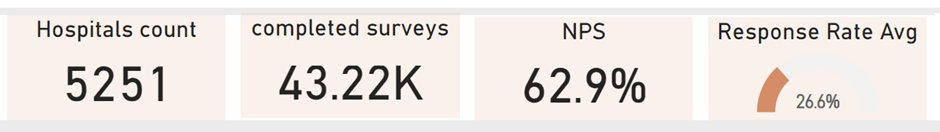 Hospitals count
5251
completed surveys
43.22K
NPS
62.9%
Response Rate Avg
26.6%